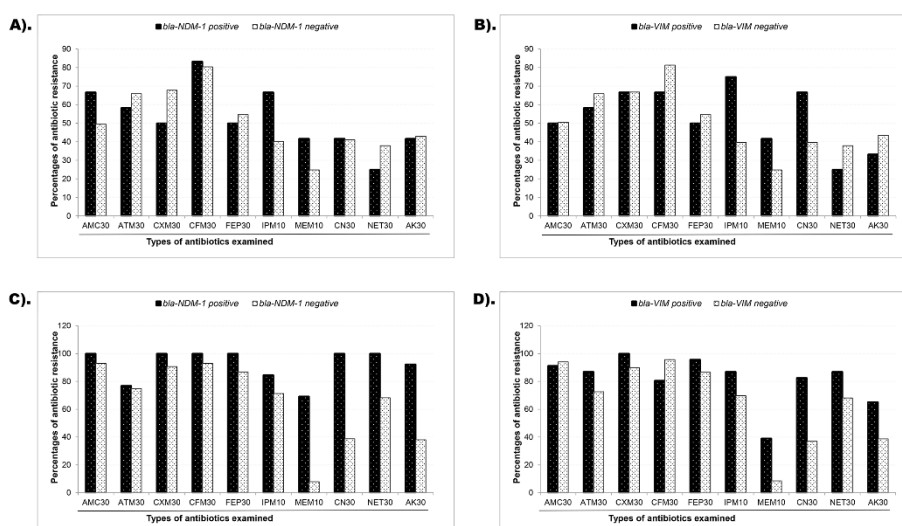 A).
bla-NDM-1 positive bla-NDM-1 negative
Percentages of antibiotic resistance
90
80
70
60
50
40
30
20
10
0
AMC30 ATM30 CXM30 CFM30 FEP30 IPM10 MEM10 CN30 NET30 AK30
Types of antibiotics examined
B).
bla-VIM positive bla-VIM negative
Percentages of antibiotic resistance
90
80
70
60
50
40
30
20
10
0
AMC30 ATM30 CXM30 CFM30 FEP30 IPM10 MEM10 CN30 NET30 AK30
Types of antibiotics examined
C).
bla-NDM-1 positive bla-NDM-1 negative
Percentages of antibiotic resistance
120
100
80
60
40
20
0
AMC30 ATM30 CXM30 CFM30 FEP30 IPM10 MEM10 CN30 NET30 AK30
Types of antibiotics examined
D).
bla-VIM positive bla-VIM negative
Percentages of antibiotic resistance
120
100
80
60
40
20
0
AMC30 ATM30 CXM30 CFM30 FEP30 IPM10 MEM10 CN30 NET30 AK30
Types of antibiotics examined